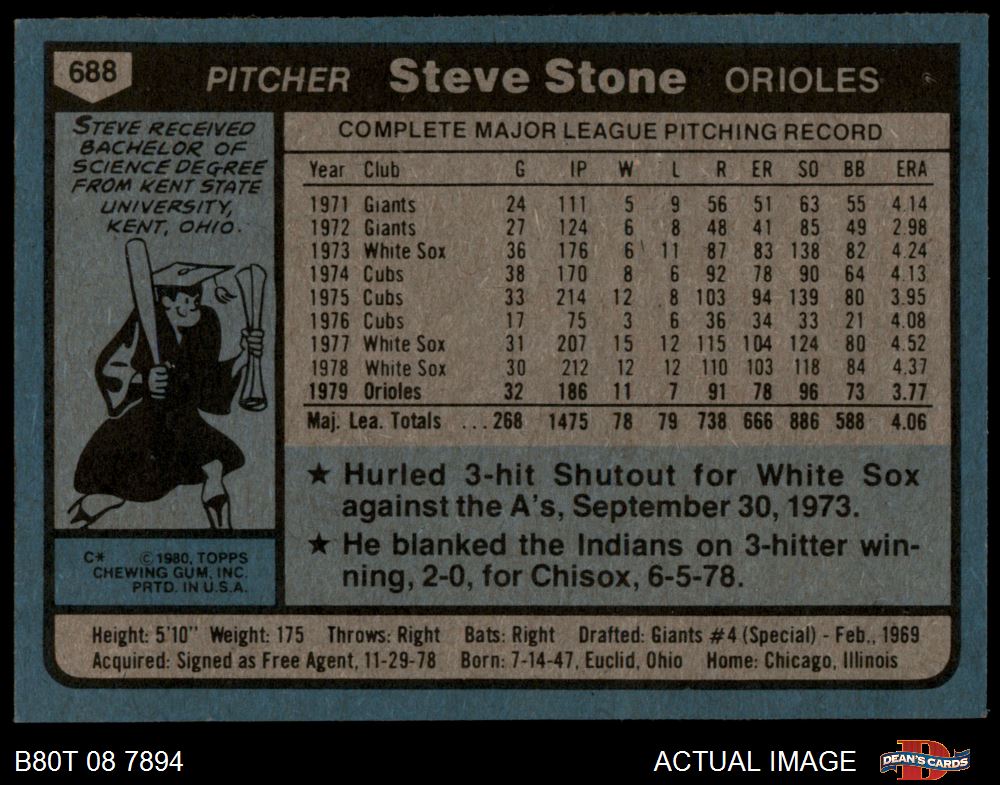 688 PITCHER Steve Stone ORIOLES
STEVE RECEIVED
BACHELOR OF
SCIENCE DEGREE
FROM KENT STATE
UNIVERSITY,
KENT, OHIO.
COMPLETE MAJOR LEAGUE PITCHING RECORD
Year Club G IP W L R ER SO BB ERA
1971 Giants 24 111 5 9 56 51 63 55 4.14
1972 Giants 27 124 6 8 48 41 85 49 2.98
1973 White Sox 36 176 6 11 87 83 138 82 4.24
1974 Cubs 38 170 8 6 92 78 90 64 4.13
1975 Cubs 33 214 12 8 103 94 139 80 3.95
1976 Cubs 17 75 3 6 36 34 33 21 4.08
1977 White Sox 31 207 15 12 115 104 124 80 4.52
1978 White Sox 30 212 12 12 110 103 118 84 4.37
1979 Orioles 32 186 11 7 91 78 96 73 3.77
Maj. Lea. Totals ... 268 1475 78 79 738 666 886 588 4.06
★ Hurled 3-hit Shutout for White Sox
against the A's, September 30, 1973.
★ He blanked the Indians on 3-hitter win-
ning, 2-0, for Chisox, 6-5-78.
S
C* © 1980, TOPPS
CHEWING GUM, INC.
PRTD. IN U.S.A.
Height: 5'10" Weight: 175 Throws: Right Bats: Right Drafted: Giants #4 (Special) - Feb., 1969
Acquired: Signed as Free Agent, 11-29-78 Born: 7-14-47, Euclid, Ohio Home: Chicago, Illinois
B80T 08 7894 ACTUAL IMAGE D DEAN'S CARDS